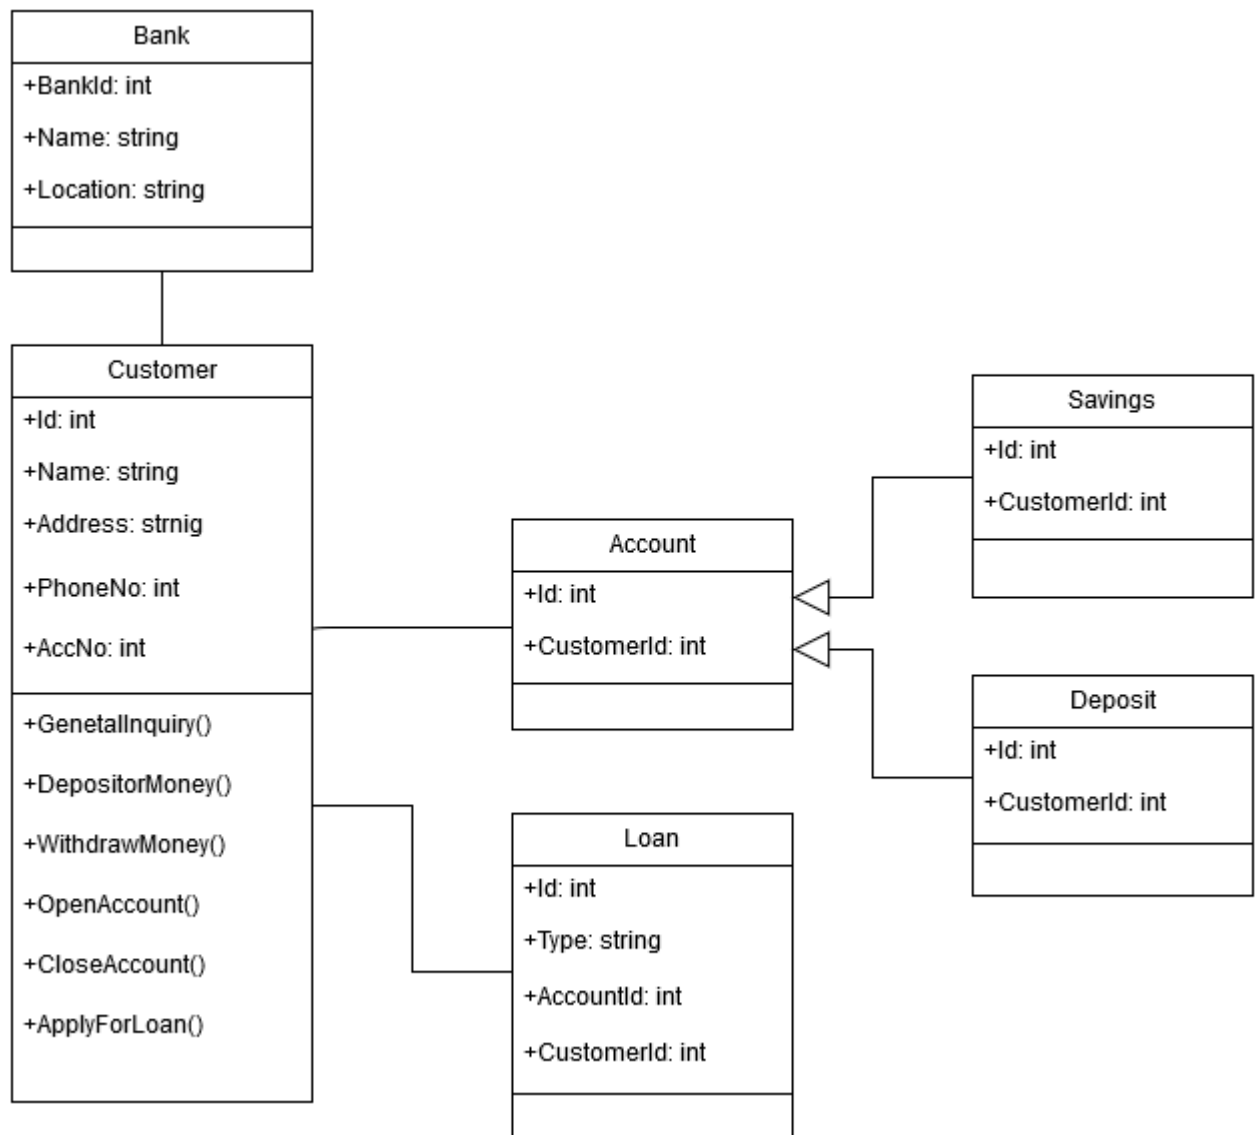 Bank
+BankId: int
+Name: string
+Location: string
Customer
+Id: int
+Name: string
+Address: strnig
+PhoneNo: int
+AccNo: int
+GenetalInquiry()
+DepositorMoney()
+WithdrawMoney()
+OpenAccount()
+CloseAccount()
+ApplyForLoan()
Account
+Id: int
+CustomerId: int
Loan
+Id: int
+Type: string
+AccountId: int
+CustomerId: int
Savings
+Id: int
+CustomerId: int
Deposit
+Id: int
+CustomerId: int